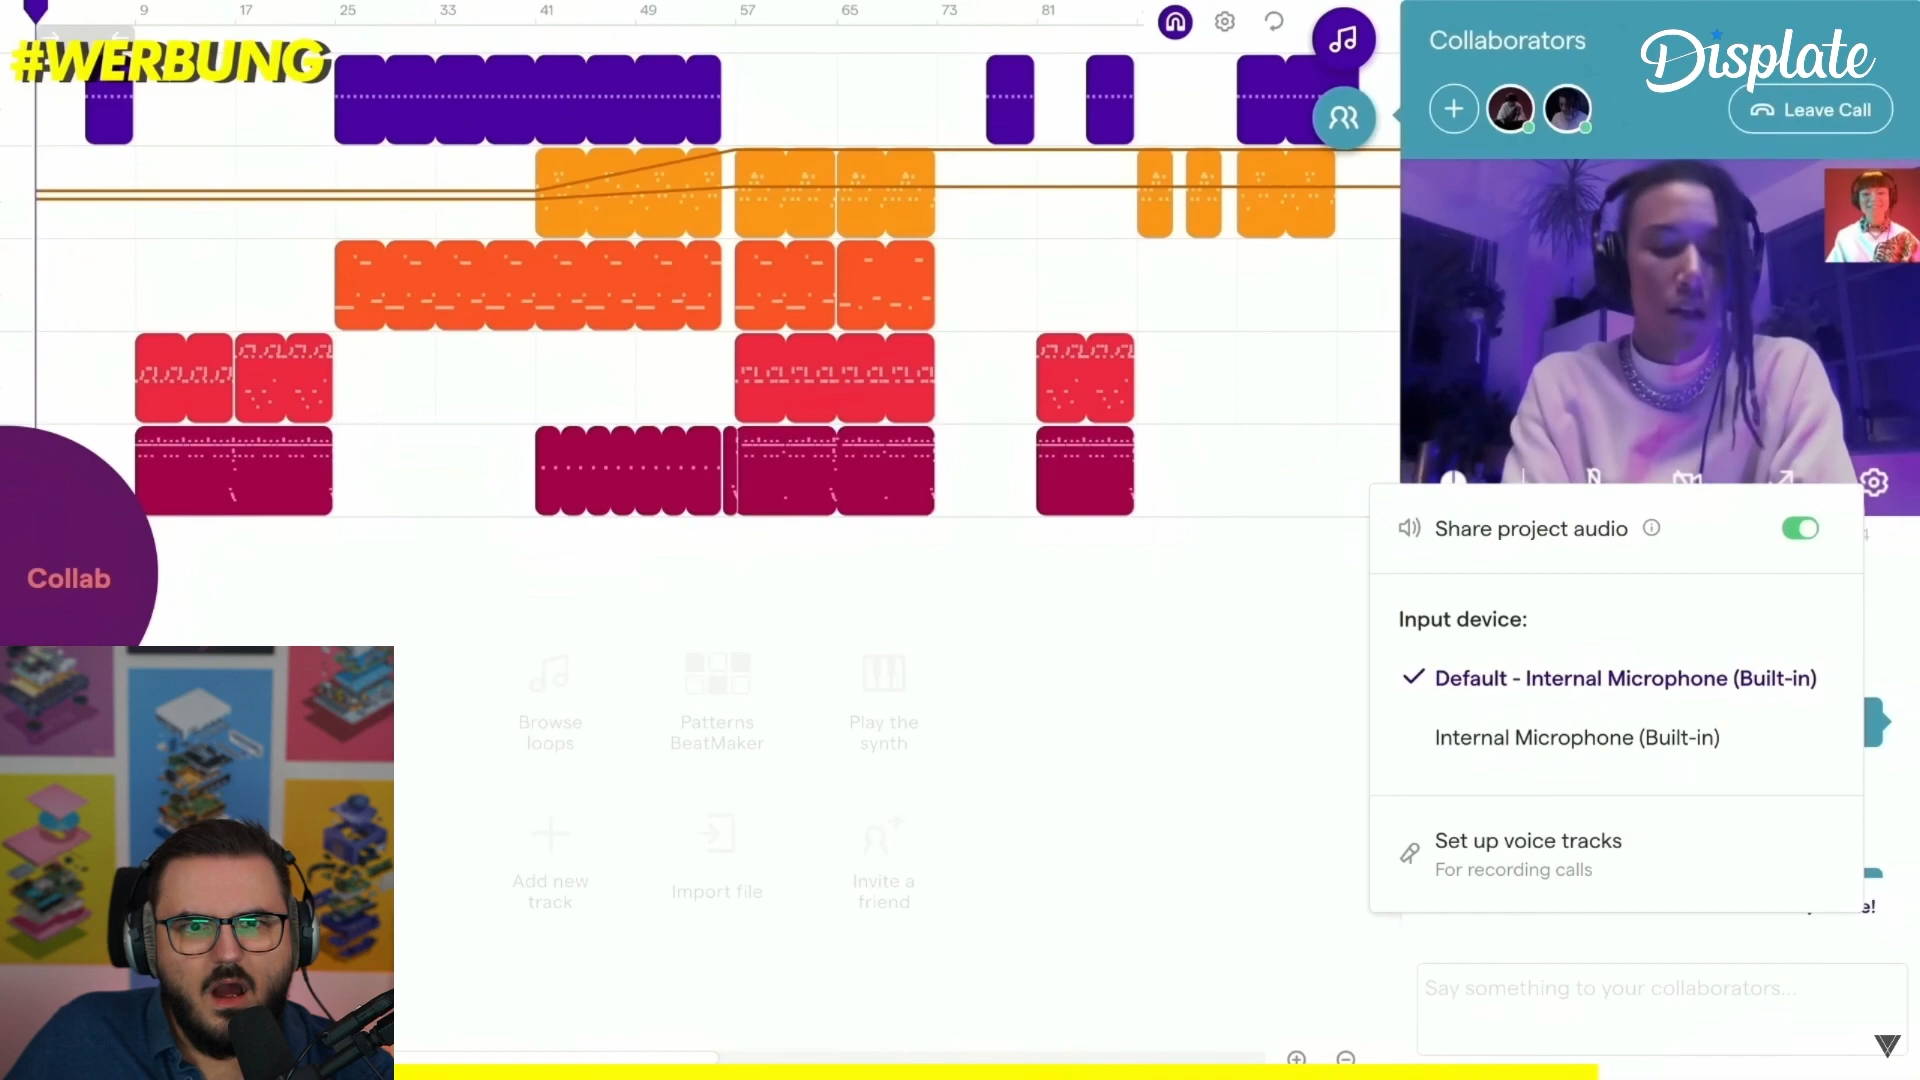 9 17 25 33 41 49 57 65 73 81
#WERBUNG
Collaborators
Displate
Leave Call
Share project audio
Input device:
Default - Internal Microphone (Built-in)
Internal Microphone (Built-in)
Set up voice tracks
For recording calls
e!
Say something to your collaborators...
Collab
Browse
loops
Patterns
BeatMaker
Play the
synth
Add new
track
Import file
Invite a
friend